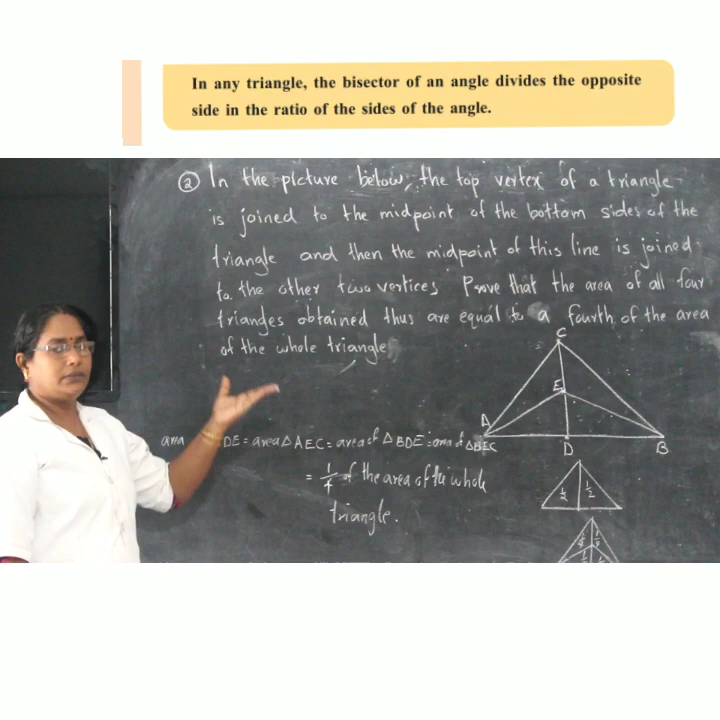 In any triangle, the bisector of an angle divides the opposite
side in the ratio of the sides of the angle.
② In the picture below, the top vertex of a triangle
is joined to the midpoint of the bottom sides of the
triangle and then the midpoint of this line is joined
to the other two vertices. Prove that the area of all four
triangles obtained thus are equal to a fourth of the area
of the whole triangle
C
E
A
D
B
area DE = area △ AEC = area of △ BDE = area of △BEC
= 1/4 of the area of the whole
triangle.
1/2 1/2